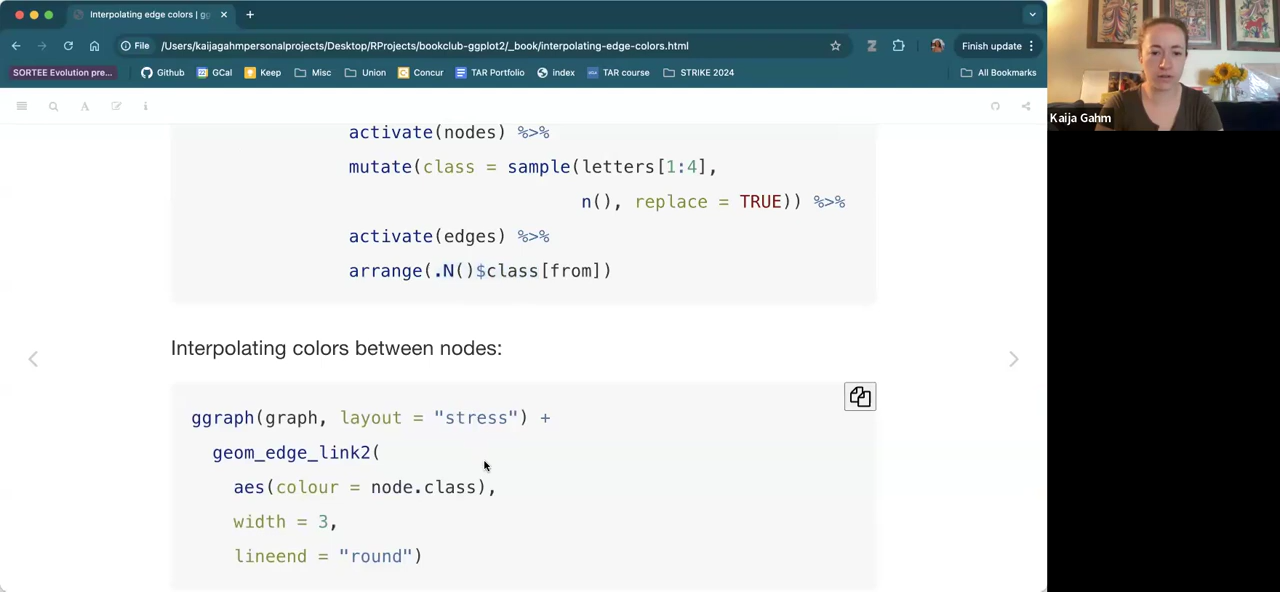 Interpolating edge colors | gg
File
/Users/kaijagahmpersonalprojects/Desktop/RProjects/bookclub-ggplot2/_book/interpolating-edge-colors.html
Finish update
SORTEE Evolution pre...
Github
GCal
Keep
Misc
Union
Concur
TAR Portfolio
index
TAR course
STRIKE 2024
All Bookmarks
Kaija Gahm
activate(nodes) %>%
mutate(class = sample(letters[1:4],
n(), replace = TRUE)) %>%
activate(edges) %>%
arrange(.N()$class[from])
Interpolating colors between nodes:
ggraph(graph, layout = "stress") +
geom_edge_link2(
aes(colour = node.class),
width = 3,
lineend = "round")